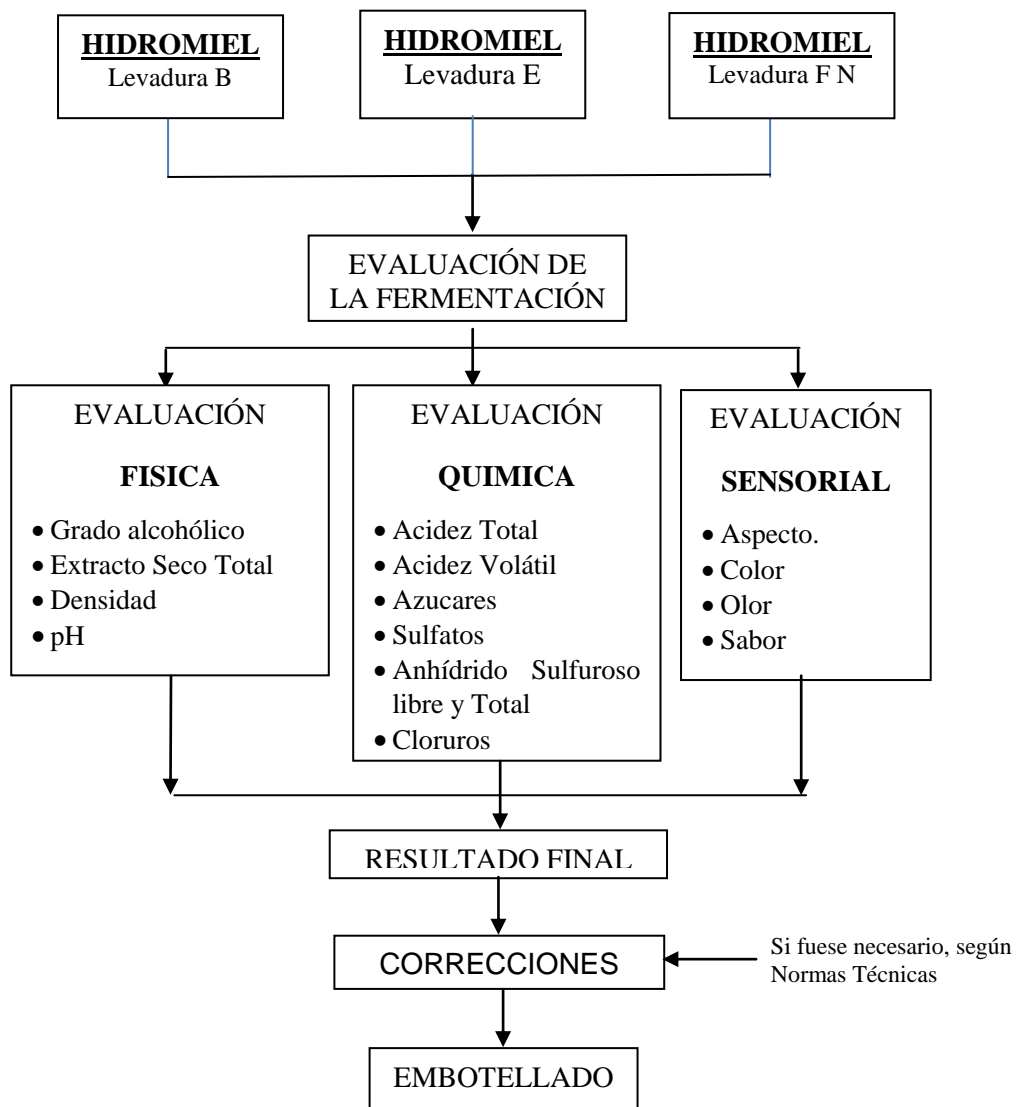 HIDROMIEL
Levadura B
HIDROMIEL
Levadura E
HIDROMIEL
Levadura F N
EVALUACIÓN DE
LA FERMENTACIÓN
EVALUACIÓN
FISICA
• Grado alcohólico
• Extracto Seco Total
• Densidad
• pH
EVALUACIÓN
QUIMICA
• Acidez Total
• Acidez Volátil
• Azucares
• Sulfatos
• Anhídrido Sulfuroso
libre y Total
• Cloruros
EVALUACIÓN
SENSORIAL
• Aspecto.
• Color
• Olor
• Sabor
RESULTADO FINAL
CORRECCIONES
Si fuese necesario, según
Normas Técnicas
EMBOTELLADO